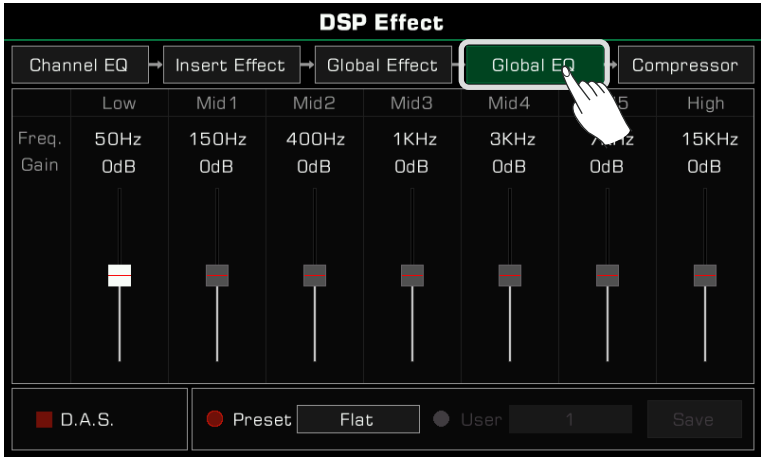 DSP Effect
Channel EQ Insert Effect Global Effect Global EQ Compressor
Low Mid1 Mid2 Mid3 Mid4 High
Freq. 50Hz 150Hz 400Hz 1KHz 3KHz 15KHz
Gain 0dB 0dB 0dB 0dB 0dB 0dB 0dB
D.A.S. Preset Flat User 1 Save